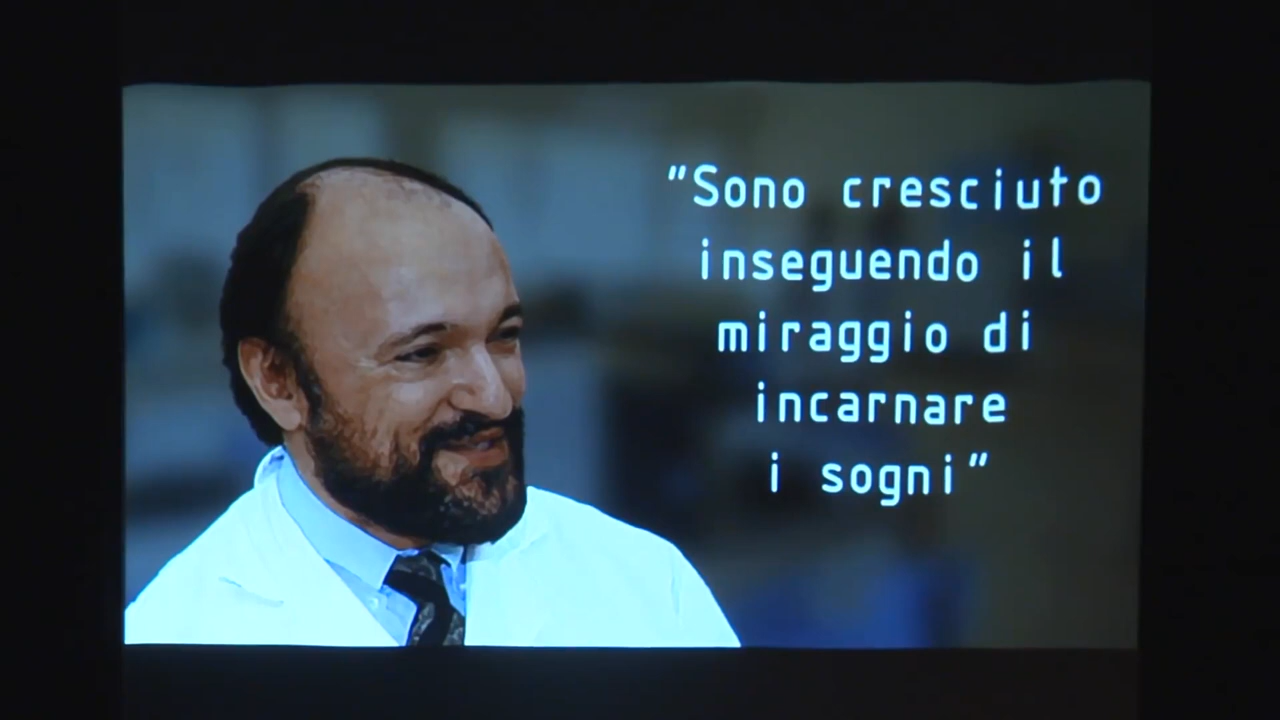 "Sono cresciuto
inseguendo il
miraggio di
incarnare
i sogni"